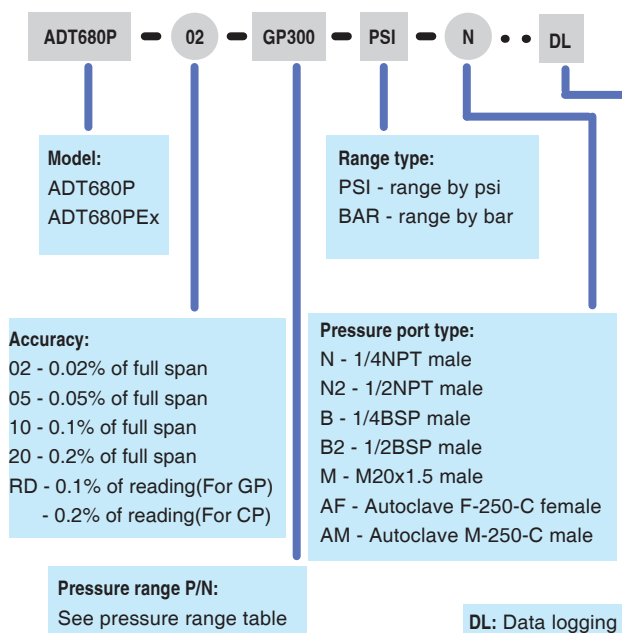 ADT680P - 02 - GP300 - PSI - N • • DL
Model:
ADT680P
ADT680PEx
Range type:
PSI - range by psi
BAR - range by bar
Accuracy:
02 - 0.02% of full span
05 - 0.05% of full span
10 - 0.1% of full span
20 - 0.2% of full span
RD - 0.1% of reading(For GP)
- 0.2% of reading(For CP)
Pressure port type:
N - 1/4NPT male
N2 - 1/2NPT male
B - 1/4BSP male
B2 - 1/2BSP male
M - M20x1.5 male
AF - Autoclave F-250-C female
AM - Autoclave M-250-C male
Pressure range P/N:
See pressure range table
DL: Data logging